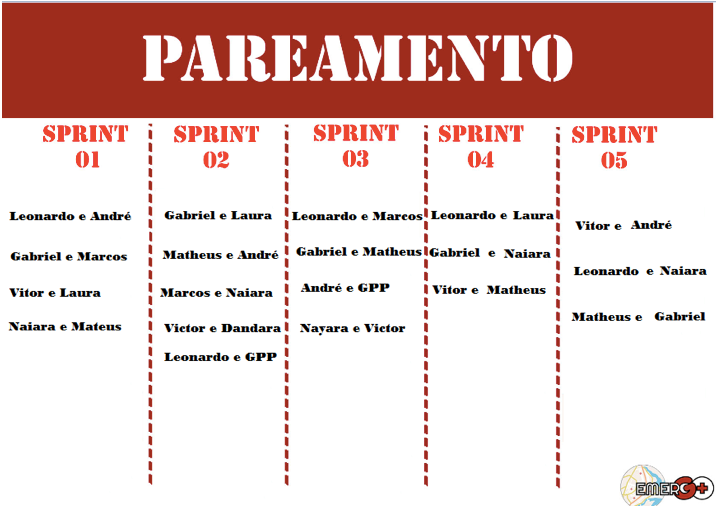 PAREAMENTO
SPRINT
01
Leonardo e André
Gabriel e Marcos
Vitor e Laura
Naiara e Mateus
SPRINT
02
Gabriel e Laura
Matheus e André
Marcos e Naiara
Victor e Dandara
Leonardo e GPP
SPRINT
03
Leonardo e Marcos
Gabriel e Matheus
André e GPP
Nayara e Victor
SPRINT
04
Leonardo e Laura
Gabriel e Naiara
Vitor e Matheus
SPRINT
05
Vitor e André
Leonardo e Naiara
Matheus e Gabriel
EMERGO+